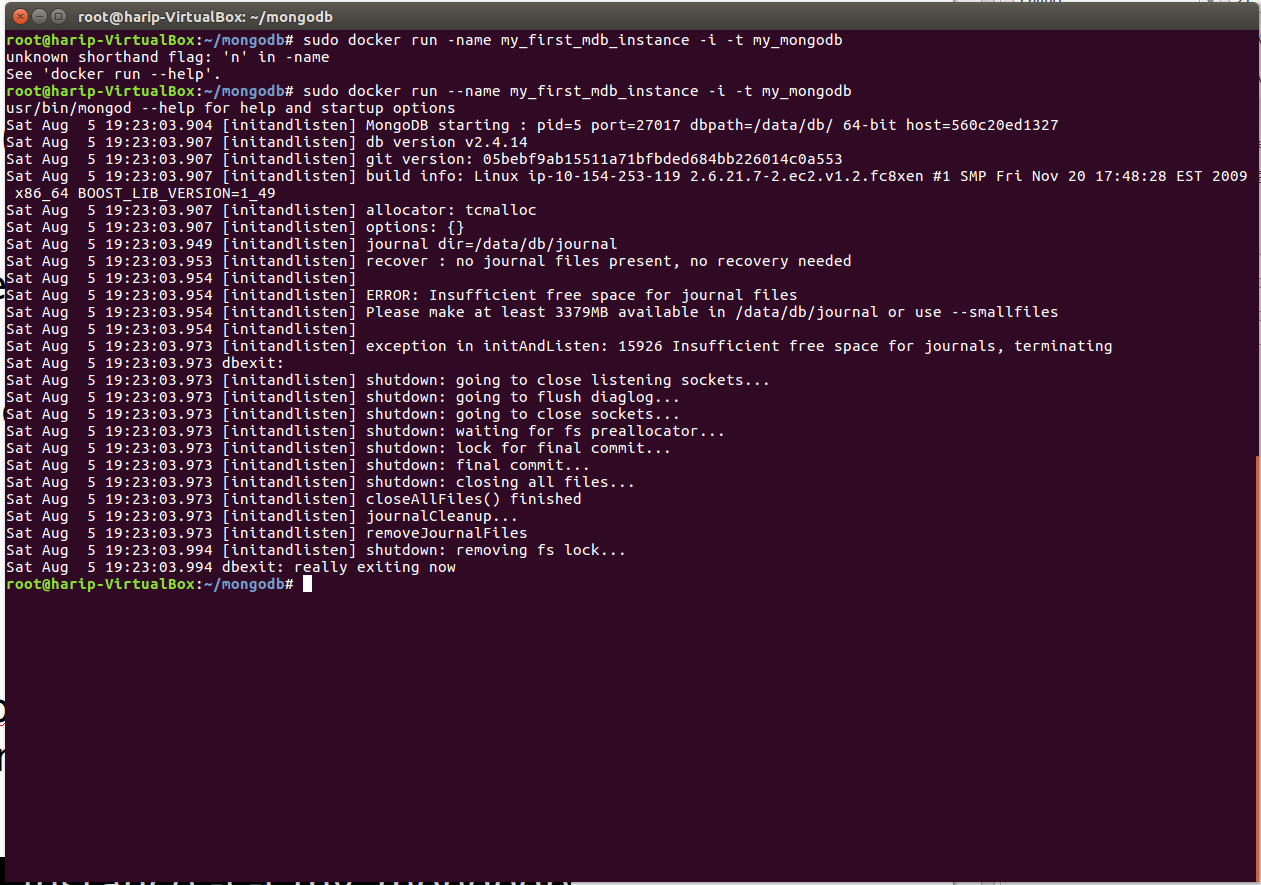 root@harip-VirtualBox: ~/mongodb
root@harip-VirtualBox:~/mongodb# sudo docker run -name my_first_mdb_instance -i -t my_mongodb
unknown shorthand flag: 'n' in -name
See 'docker run --help'.
root@harip-VirtualBox:~/mongodb# sudo docker run --name my_first_mdb_instance -i -t my_mongodb
usr/bin/mongod --help for help and startup options
Sat Aug  5 19:23:03.904 [initandlisten] MongoDB starting : pid=5 port=27017 dbpath=/data/db/ 64-bit host=560c20ed1327
Sat Aug  5 19:23:03.907 [initandlisten] db version v2.4.14
Sat Aug  5 19:23:03.907 [initandlisten] git version: 05bebf9ab15511a71bfbded684bb226014c0a553
Sat Aug  5 19:23:03.907 [initandlisten] build info: Linux ip-10-154-253-119 2.6.21.7-2.ec2.v1.2.fc8xen #1 SMP Fri Nov 20 17:48:28 EST 2009
 x86_64 BOOST_LIB_VERSION=1_49
Sat Aug  5 19:23:03.907 [initandlisten] allocator: tcmalloc
Sat Aug  5 19:23:03.907 [initandlisten] options: {}
Sat Aug  5 19:23:03.949 [initandlisten] journal dir=/data/db/journal
Sat Aug  5 19:23:03.953 [initandlisten] recover : no journal files present, no recovery needed
Sat Aug  5 19:23:03.954 [initandlisten]
Sat Aug  5 19:23:03.954 [initandlisten] ERROR: Insufficient free space for journal files
Sat Aug  5 19:23:03.954 [initandlisten] Please make at least 3379MB available in /data/db/journal or use --smallfiles
Sat Aug  5 19:23:03.954 [initandlisten]
Sat Aug  5 19:23:03.973 [initandlisten] exception in initAndListen: 15926 Insufficient free space for journals, terminating
Sat Aug  5 19:23:03.973 dbexit:
Sat Aug  5 19:23:03.973 [initandlisten] shutdown: going to close listening sockets...
Sat Aug  5 19:23:03.973 [initandlisten] shutdown: going to flush diaglog...
Sat Aug  5 19:23:03.973 [initandlisten] shutdown: going to close sockets...
Sat Aug  5 19:23:03.973 [initandlisten] shutdown: waiting for fs preallocator...
Sat Aug  5 19:23:03.973 [initandlisten] shutdown: lock for final commit...
Sat Aug  5 19:23:03.973 [initandlisten] shutdown: final commit...
Sat Aug  5 19:23:03.973 [initandlisten] shutdown: closing all files...
Sat Aug  5 19:23:03.973 [initandlisten] closeAllFiles() finished
Sat Aug  5 19:23:03.973 [initandlisten] journalCleanup...
Sat Aug  5 19:23:03.973 [initandlisten] removeJournalFiles
Sat Aug  5 19:23:03.994 [initandlisten] shutdown: removing fs lock...
Sat Aug  5 19:23:03.994 dbexit: really exiting now
root@harip-VirtualBox:~/mongodb#